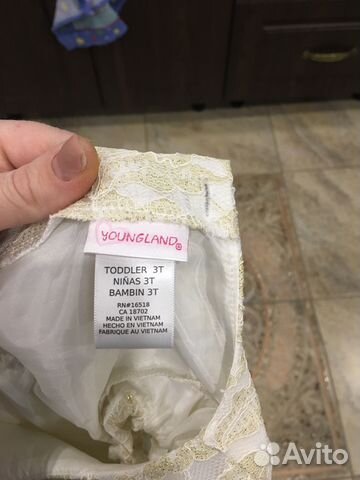 YOUNGLAND®
TODDLER 3T
NIÑAS 3T
BAMBIN 3T
RN#16518
CA 18702
MADE IN VIETNAM
HECHO EN VIETNAM
FABRIQUE AU VIETNAM
Avito